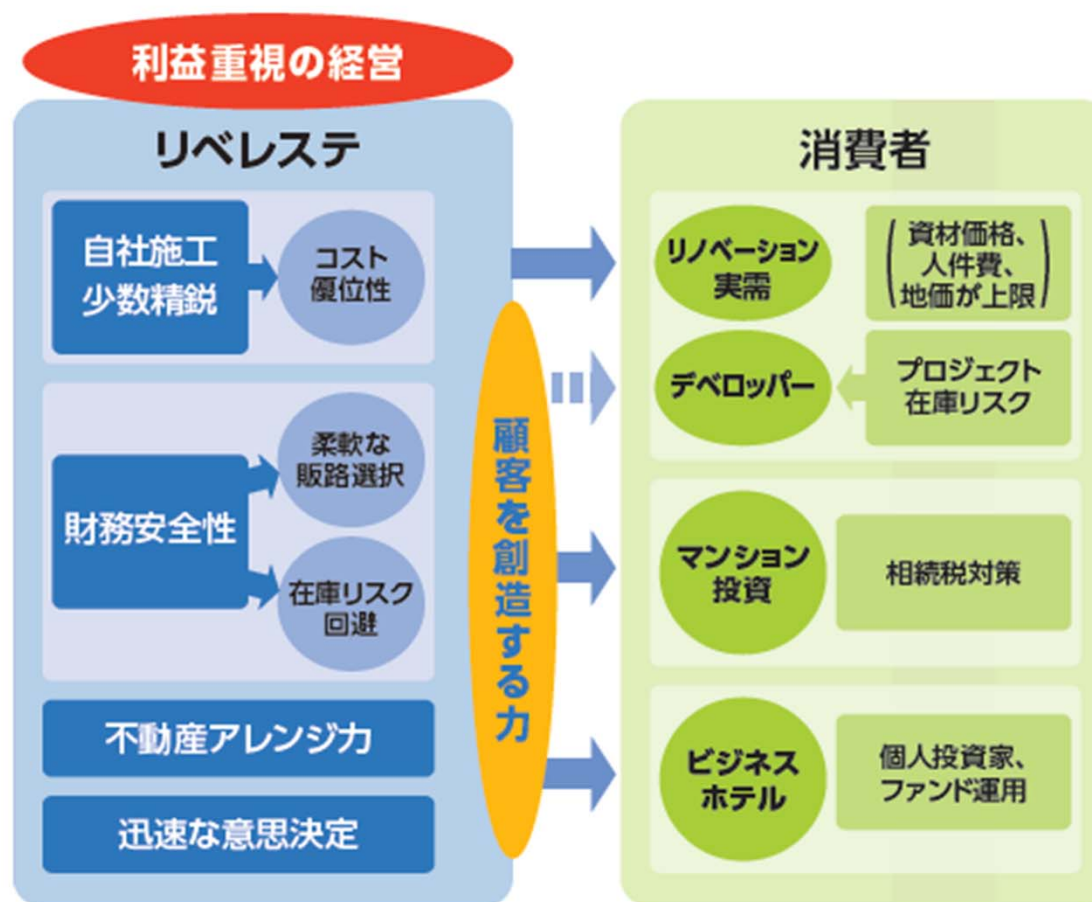 利益重視の経営
リベレステ
自社施工
少数精鋭
コスト
優位性
財務安全性
柔軟な
販路選択
在庫リスク
回避
不動産アレンジ力
迅速な意思決定
顧客を創造する力
消費者
リノベーション
実需
(資材価格、
人件費、
地価が上限)
デベロッパー
プロジェクト
在庫リスク
マンション
投資
相続税対策
ビジネス
ホテル
個人投資家、
ファンド運用